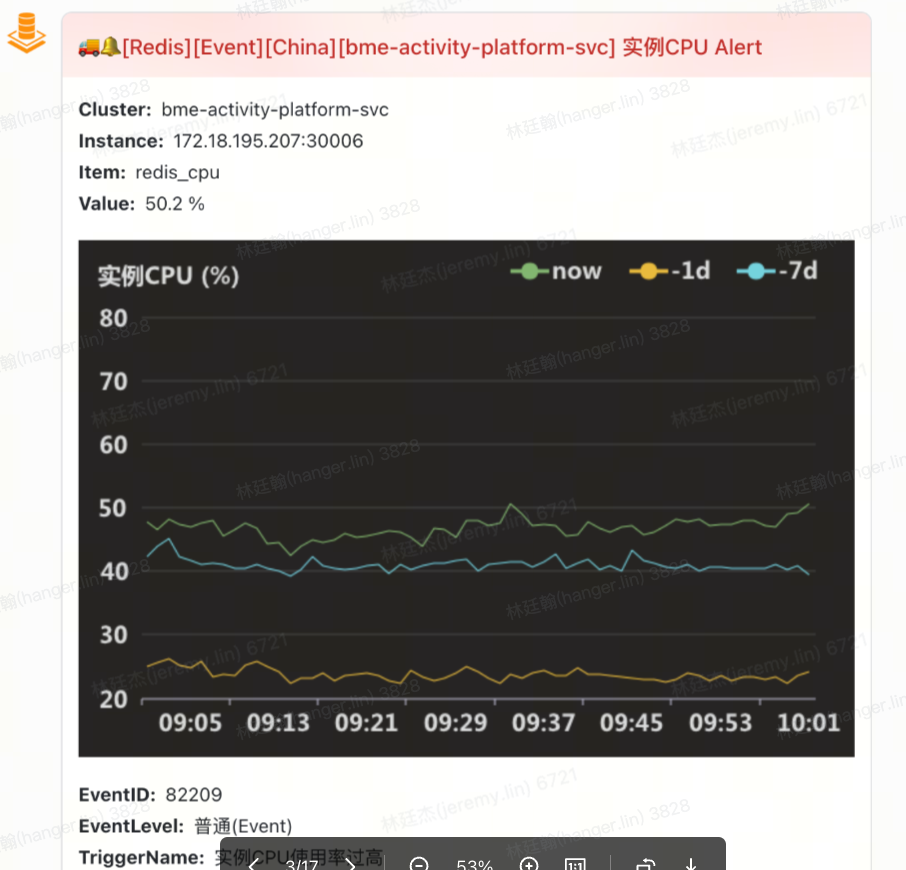 [Redis][Event][China][bme-activity-platform-svc] 实例CPU Alert
Cluster: bme-activity-platform-svc
Instance: 172.18.195.207:30006
Item: redis_cpu
Value: 50.2 %
实例CPU (%)
now -1d -7d
80
70
60
50
40
30
20
09:05 09:13 09:21 09:29 09:37 09:45 09:53 10:01
EventID: 82209
EventLevel: 普通(Event)
TriggerName: 实例CPU使用率过高
3/17 53% 1:1
林廷翰(hanger.lin) 3828
林廷杰(jeremy.lin) 6721